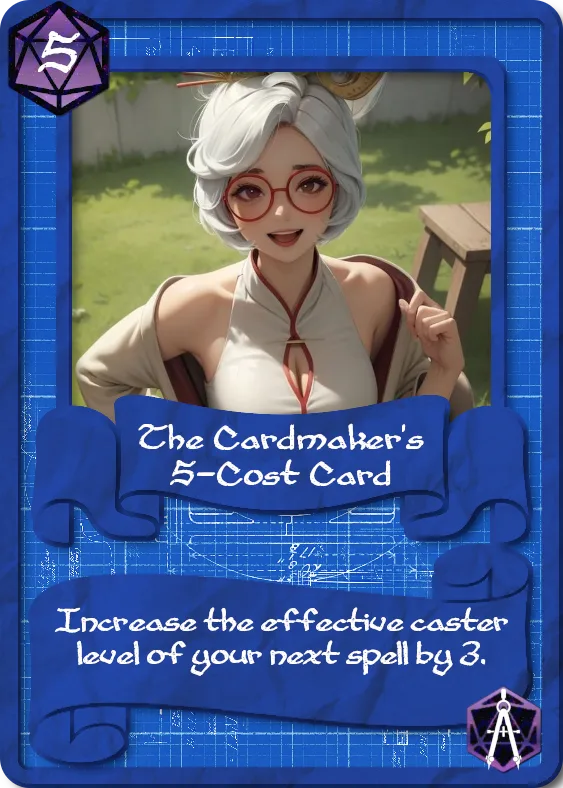 5
The Cardmaker's
5-Cost Card
Increase the effective caster
level of your next spell by 3.